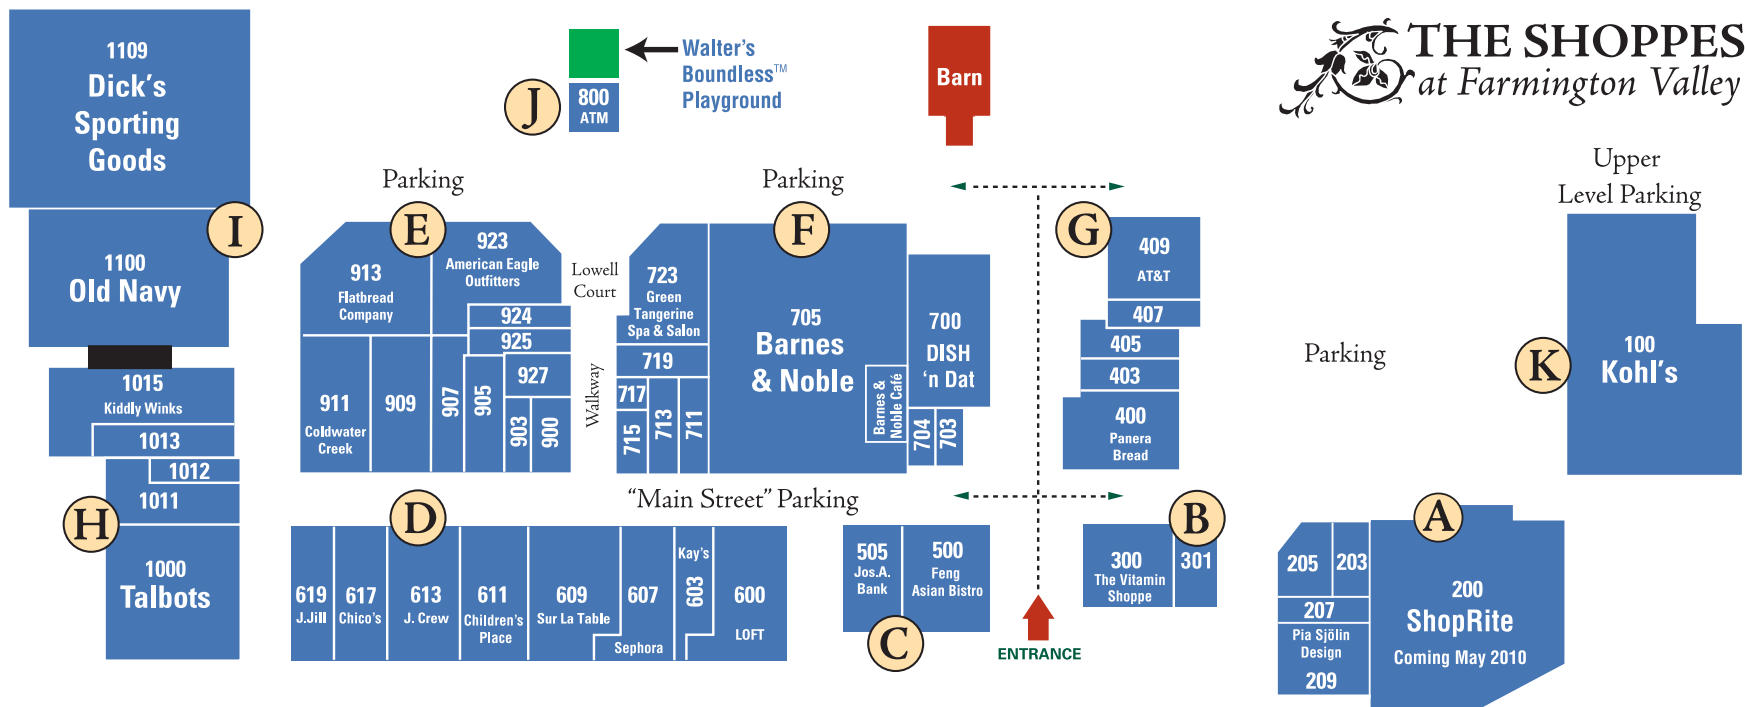 THE SHOPPES
at Farmington Valley
1109
Dick's
Sporting
Goods
I
1100
Old Navy
1015
Kiddly Winks
1013
1012
1011
H
1000
Talbots
J
800
ATM
Walter's
Boundless™
Playground
Barn
Parking
E
913
Flatbread
Company
923
American Eagle
Outfitters
924
925
927
911
Coldwater
Creek
909
907
905
903
900
Lowell
Court
Walkway
Parking
F
723
Green
Tangerine
Spa & Salon
719
717
715
713
711
705
Barnes
& Noble
Barnes &
Noble Café
700
DISH
'n Dat
704
703
G
409
AT&T
407
405
403
400
Panera
Bread
Parking
Upper
Level Parking
K
100
Kohl's
"Main Street" Parking
D
619
J.Jill
617
Chico's
613
J. Crew
611
Children's
Place
609
Sur La Table
607
Sephora
Kay's
603
600
LOFT
505
Jos.A.
Bank
500
Feng
Asian Bistro
C
ENTRANCE
B
300
The Vitamin
Shoppe
301
A
205
203
207
Pia Sjölin
Design
209
200
ShopRite
Coming May 2010